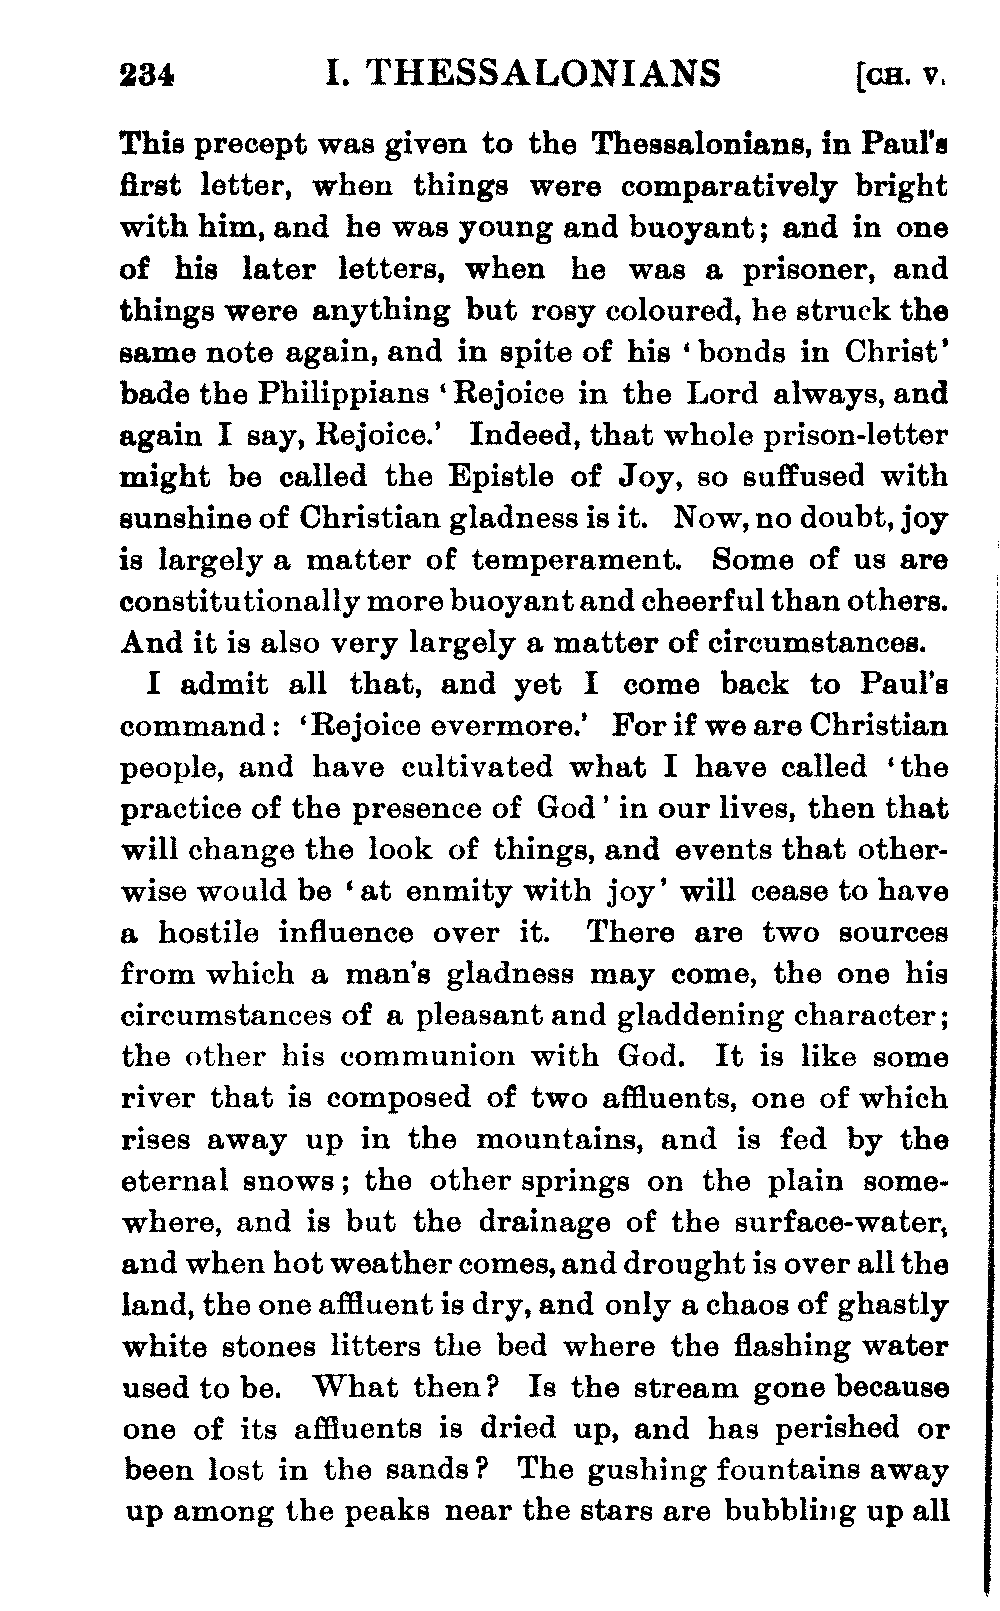 234 I. THESSALONIANS [CH. V.
This precept was given to the Thessalonians, in Paul's
first letter, when things were comparatively bright
with him, and he was young and buoyant; and in one
of his later letters, when he was a prisoner, and
things were anything but rosy coloured, he struck the
same note again, and in spite of his 'bonds in Christ'
bade the Philippians 'Rejoice in the Lord always, and
again I say, Rejoice.' Indeed, that whole prison-letter
might be called the Epistle of Joy, so suffused with
sunshine of Christian gladness is it. Now, no doubt, joy
is largely a matter of temperament. Some of us are
constitutionally more buoyant and cheerful than others.
And it is also very largely a matter of circumstances.
I admit all that, and yet I come back to Paul's
command: 'Rejoice evermore.' For if we are Christian
people, and have cultivated what I have called 'the
practice of the presence of God' in our lives, then that
will change the look of things, and events that other-
wise would be 'at enmity with joy' will cease to have
a hostile influence over it. There are two sources
from which a man's gladness may come, the one his
circumstances of a pleasant and gladdening character;
the other his communion with God. It is like some
river that is composed of two affluents, one of which
rises away up in the mountains, and is fed by the
eternal snows; the other springs on the plain some-
where, and is but the drainage of the surface-water,
and when hot weather comes, and drought is over all the
land, the one affluent is dry, and only a chaos of ghastly
white stones litters the bed where the flashing water
used to be. What then? Is the stream gone because
one of its affluents is dried up, and has perished or
been lost in the sands? The gushing fountains away
up among the peaks near the stars are bubbling up all